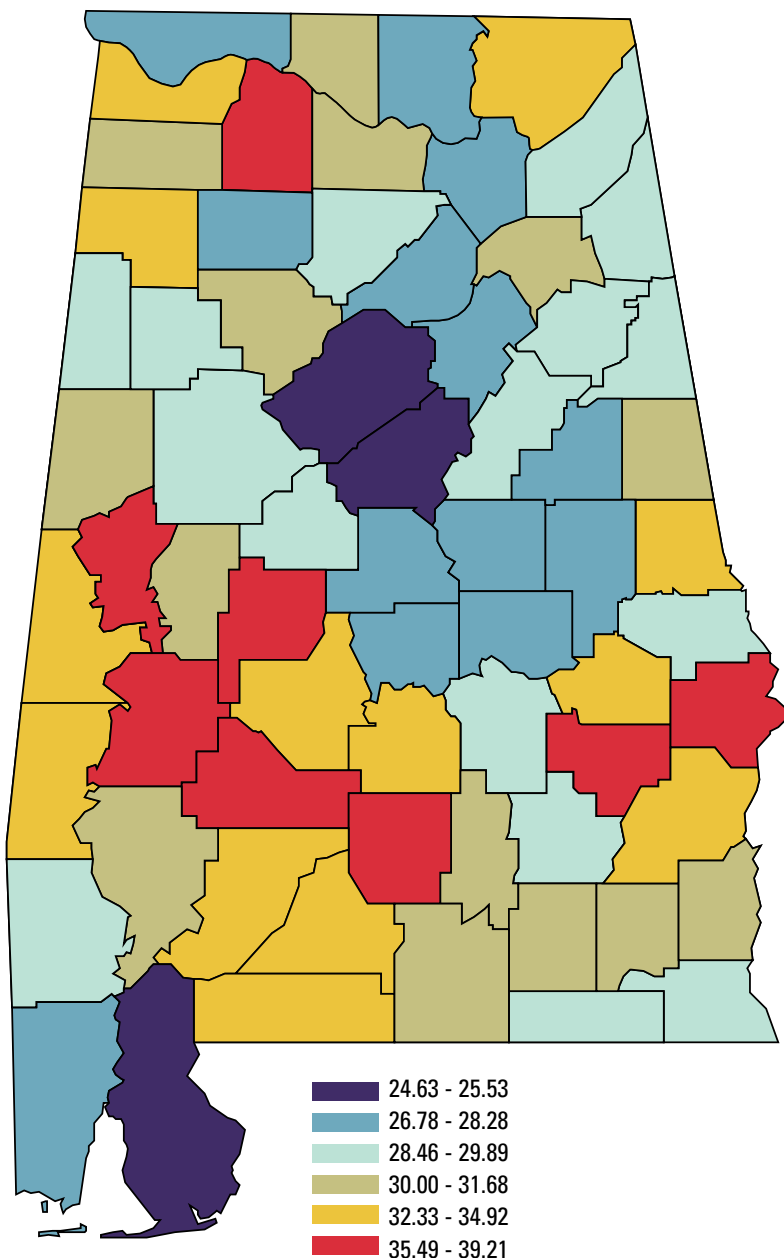 24.63 - 25.53
26.78 - 28.28
28.46 - 29.89
30.00 - 31.68
32.33 - 34.92
35.49 - 39.21